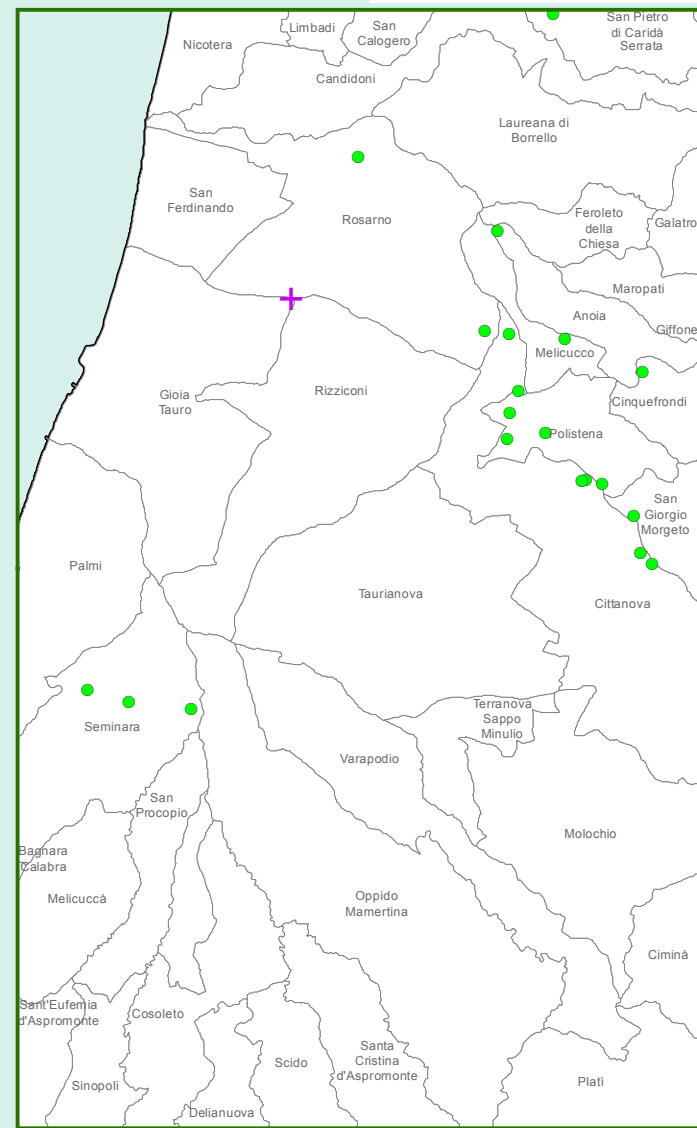 San Pietro
di Caridà
Serrata
San
Calogero
Limbadi
Nicotera
Candidoni
Laureana di
Borrello
San
Ferdinando
Rosarno
Feroleto
della
Chiesa
Galatro
Maropati
Anoia
Giffone
Melicucco
Gioia
Tauro
Rizziconi
Cinquefrondi
Polistena
San
Giorgio
Morgeto
Palmi
Taurianova
Cittanova
Seminara
Terranova
Sappo
Minulio
Varapodio
San
Procopio
Molochio
Bagnara
Calabra
Melicuccà
Oppido
Mamertina
Ciminà
Sant'Eufemia
d'Aspromonte
Cosoleto
Santa
Cristina
d'Aspromonte
Scido
Sinopoli
Platì
Delianuova